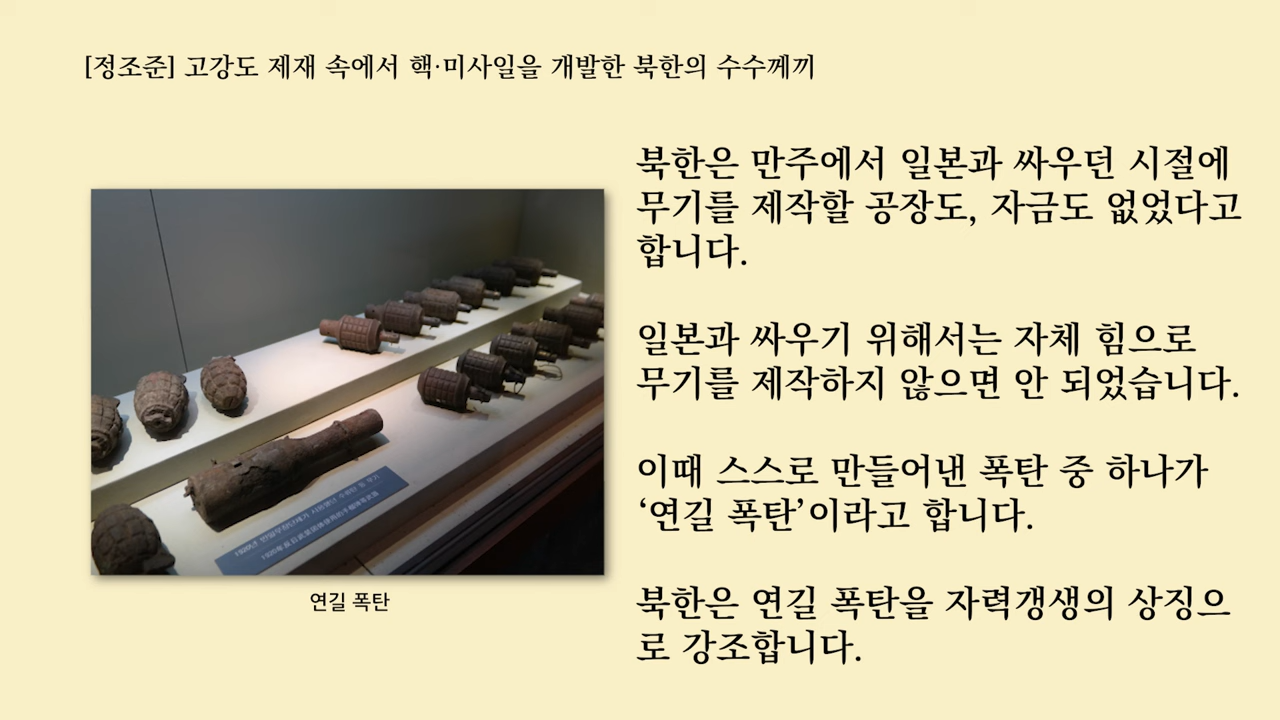 [정조준] 고강도 제재 속에서 핵·미사일을 개발한 북한의 수수께끼
북한은 만주에서 일본과 싸우던 시절에
무기를 제작할 공장도, 자금도 없었다고
합니다.
일본과 싸우기 위해서는 자체 힘으로
무기를 제작하지 않으면 안 되었습니다.
이때 스스로 만들어낸 폭탄 중 하나가
‘연길 폭탄’이라고 합니다.
북한은 연길 폭탄을 자력갱생의 상징으
로 강조합니다.
연길 폭탄